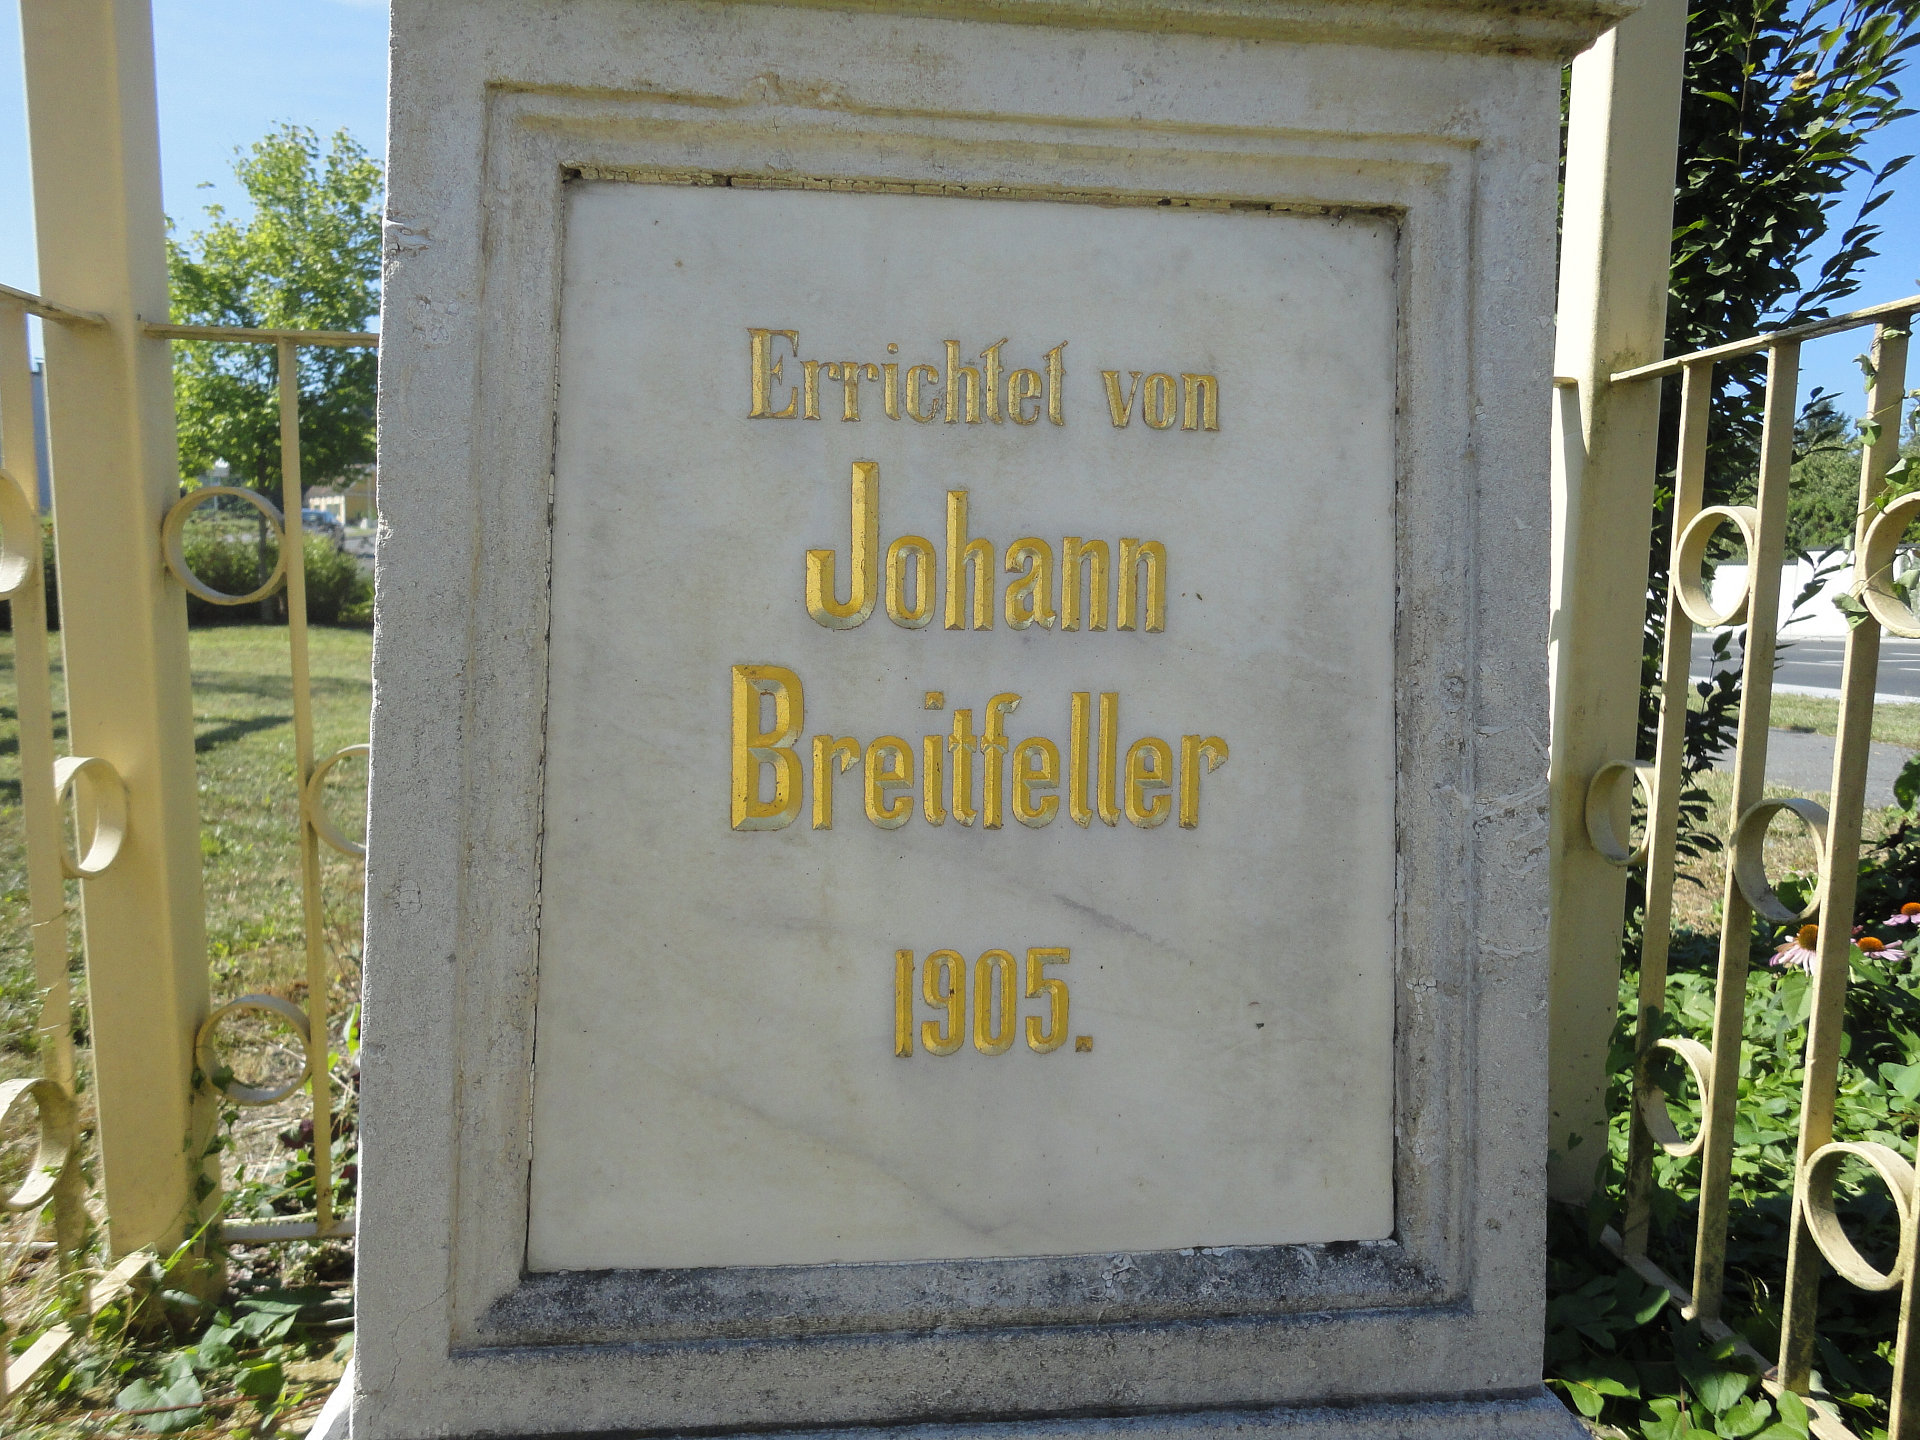 Errichtet von
Johann
Breitfeller
1905.